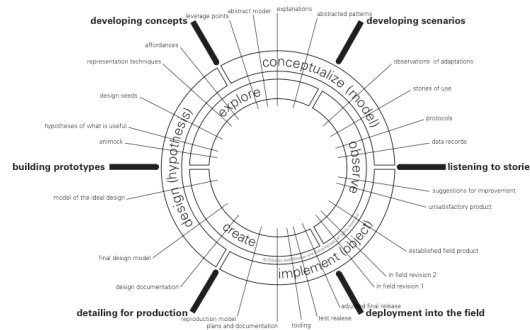 developing concepts
leverage points
abstract model
explanations
abstracted patterns
developing scenarios
affordances
representation techniques
design seeds
hypotheses of what is useful
animock
building prototypes
model of the ideal design
final design model
design documentation
detailing for production
reproduction model
plans and documentation
tooling
test realese
adjusted final release
deployment into the field
in field revision 1
in field revision 2
established field product
unsatisfactory product
suggestions for improvement
listening to storie
data records
protocols
stories of use
observations of adaptations
conceptualize (model)
explore
observe
design (hypothesis)
create
implement (object)